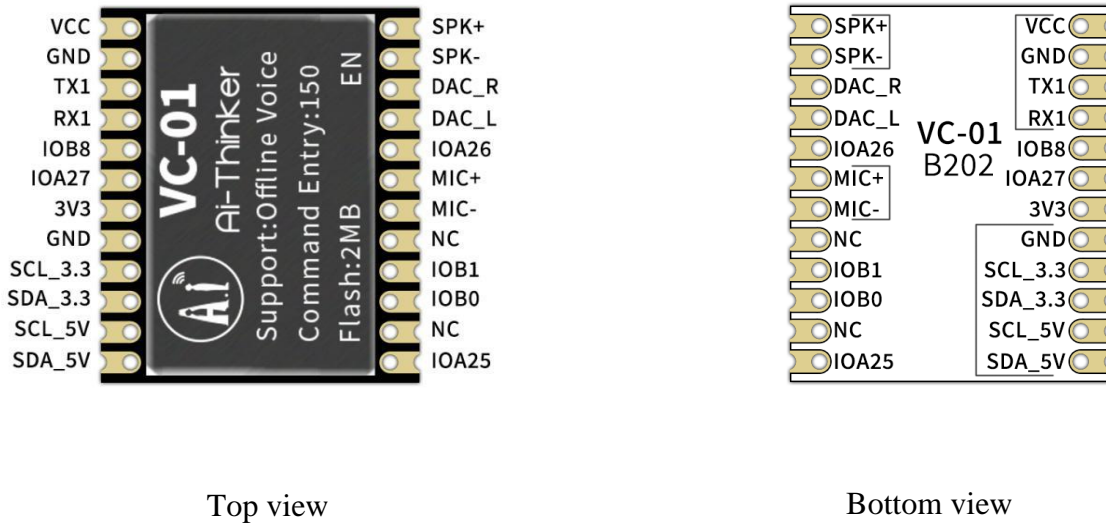 VCC
GND
TX1
RX1
IOB8
IOA27
3V3
GND
SCL_3.3
SDA_3.3
SCL_5V
SDA_5V
VC-01
Ai-Thinker
Support:Offline Voice
Command Entry:150
Flash:2MB EN
A.i
SPK+
SPK-
DAC_R
DAC_L
IOA26
MIC+
MIC-
NC
IOB1
IOB0
NC
IOA25
Top view
SPK+
SPK-
DAC_R
DAC_L
IOA26
MIC+
MIC-
NC
IOB1
IOB0
NC
IOA25
VC-01
B202
VCC
GND
TX1
RX1
IOB8
IOA27
3V3
GND
SCL_3.3
SDA_3.3
SCL_5V
SDA_5V
Bottom view